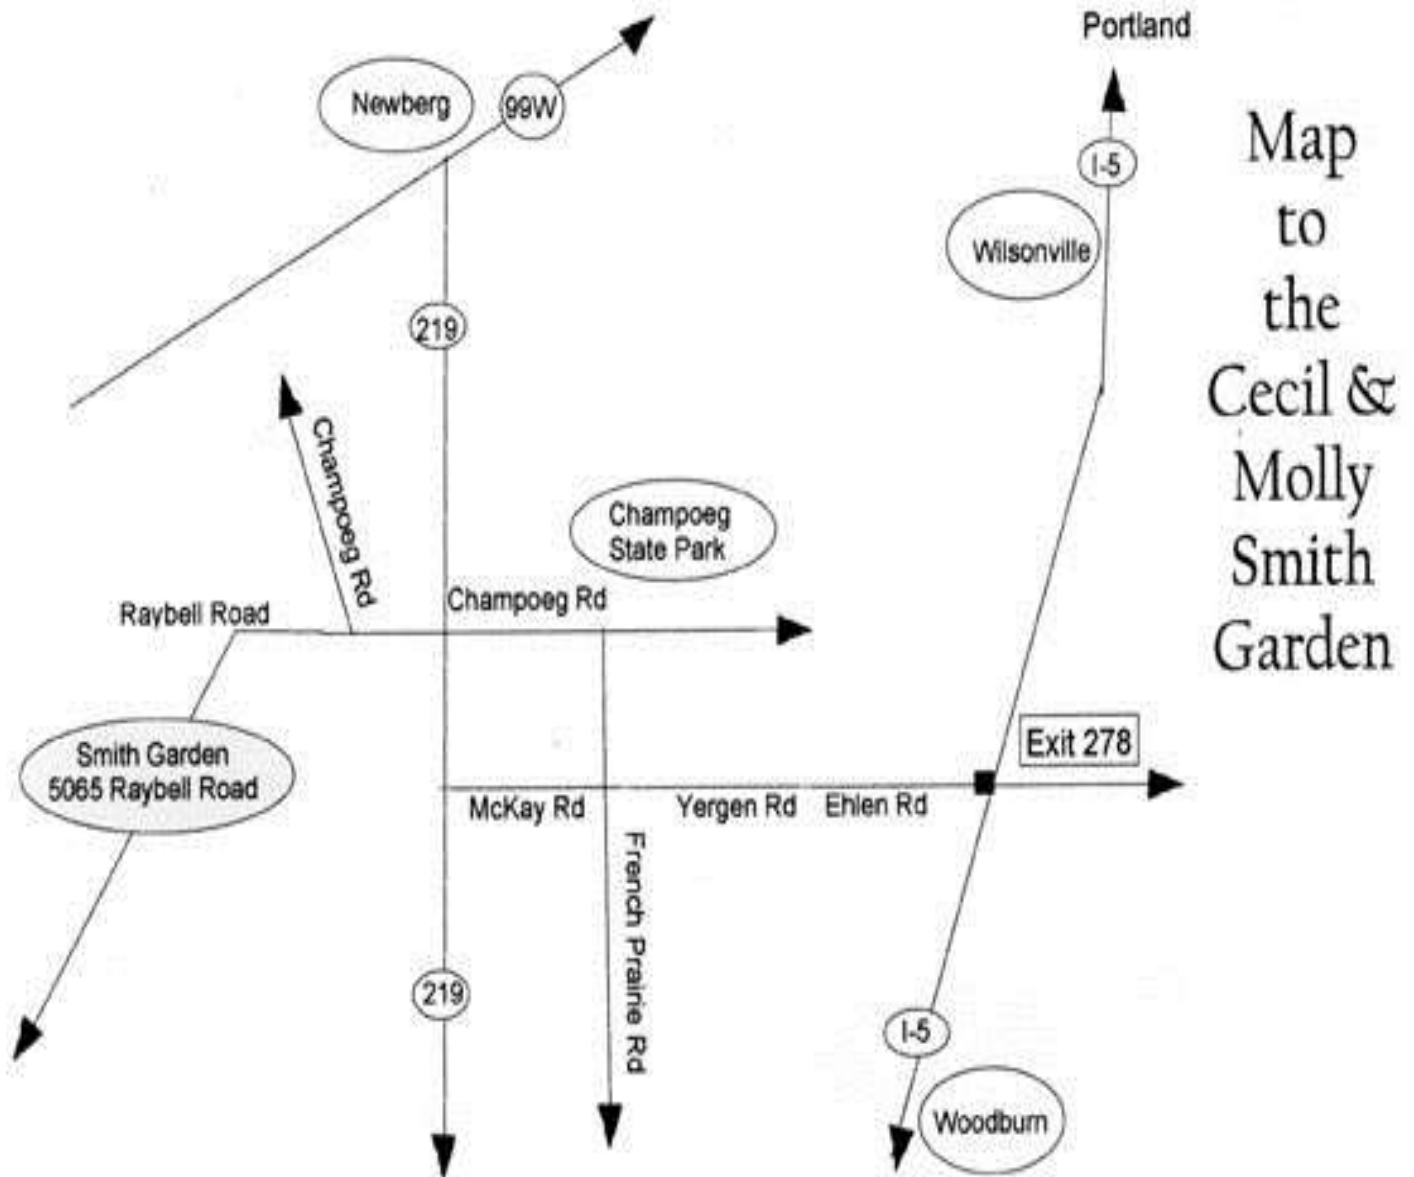 Portland
Newberg
99W
I-5
Map
to
the
Cecil &
Molly
Smith
Garden
Wilsonville
219
Champoeg Rd
Champoeg
State Park
Raybell Road
Champoeg Rd
Smith Garden
5065 Raybell Road
Exit 278
McKay Rd
Yergen Rd
Ehlen Rd
French Prairie Rd
219
I-5
Woodburn